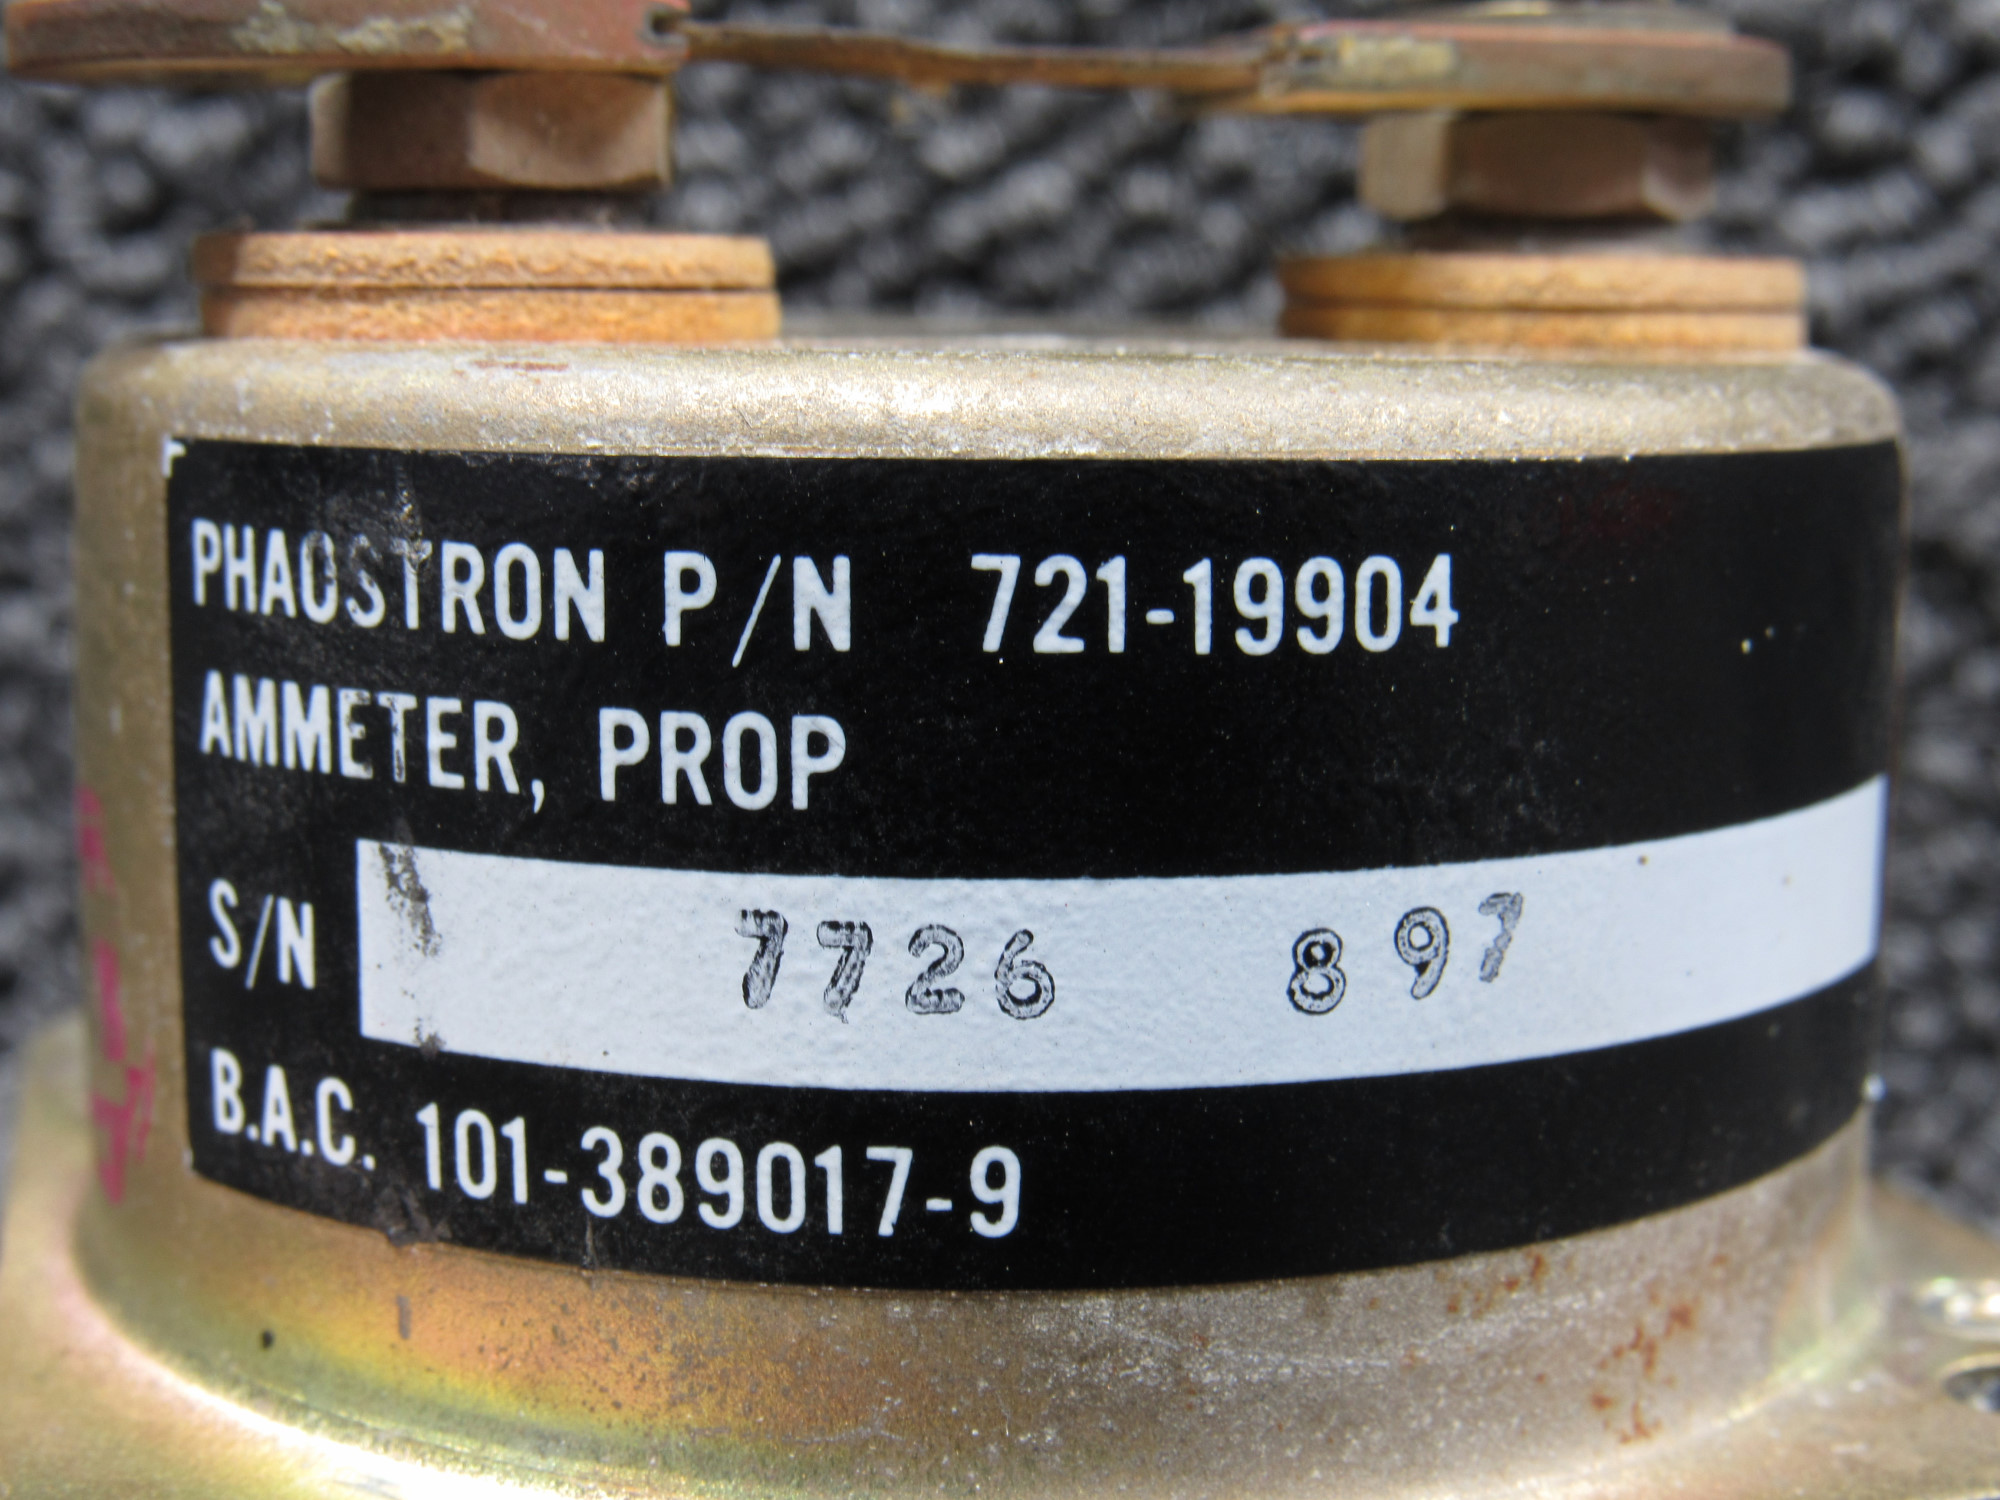 PHAOSTRON P/N 721-19904
AMMETER, PROP
S/N 7726 897
B.A.C. 101-389017-9